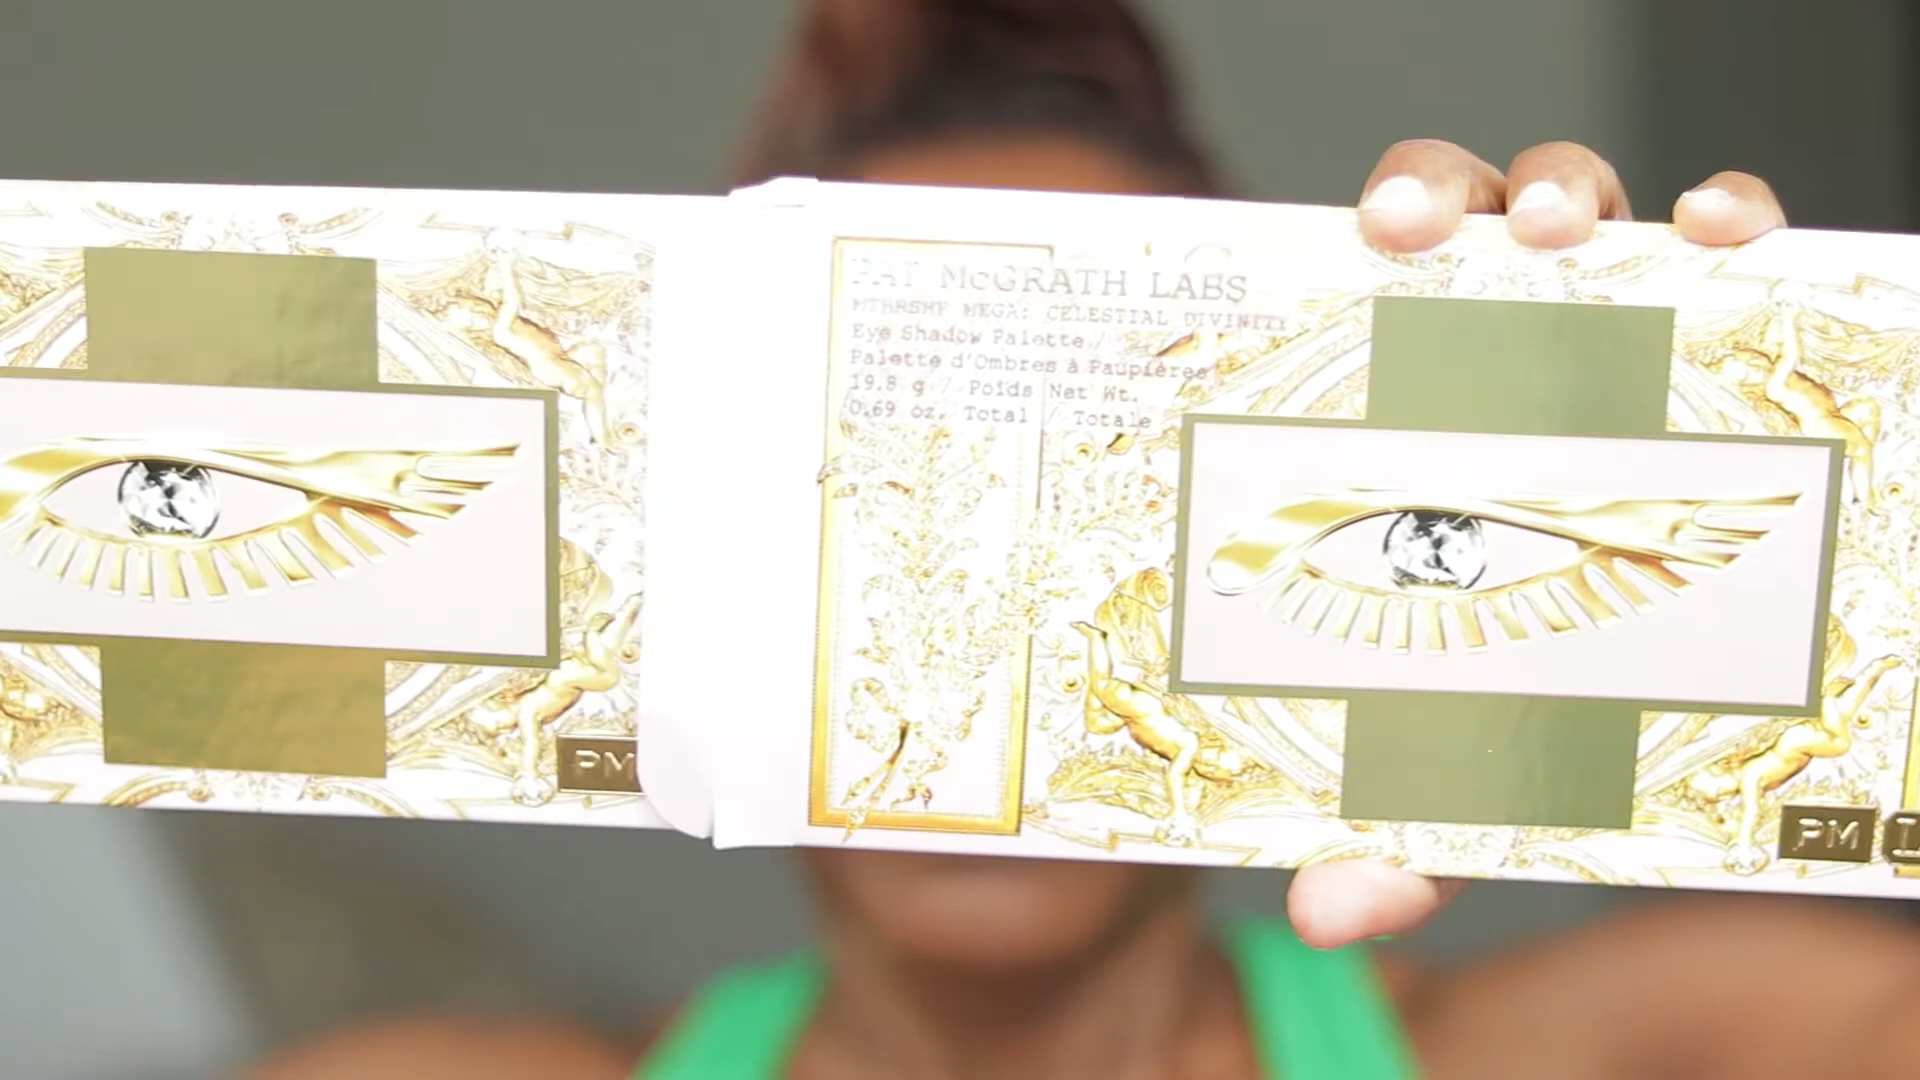 PAT McGRATH LABS
MTHRSHP MEGA: CELESTIAL DIVINITY
Eye Shadow Palette /
Palette d'Ombres à Paupières
19.8 g / Poids Net Wt.
0.69 oz. Total / Totale
PM
PM